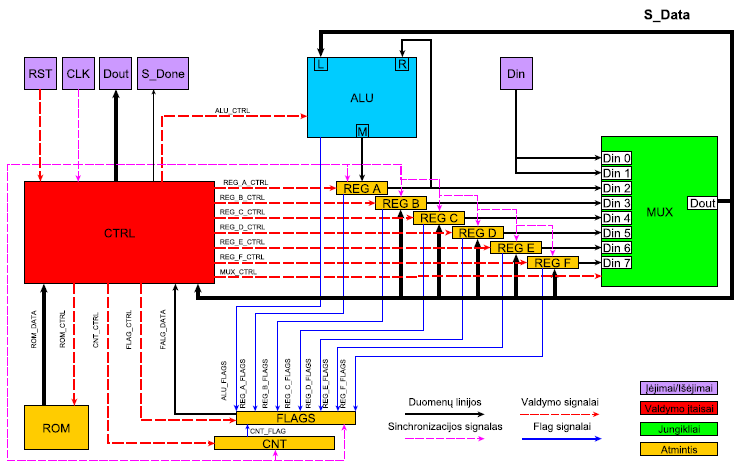 S_Data
RST
CLK
Dout
S_Done
L
R
Din
ALU_CTRL
ALU
M
Din 0
Din 1
REG_A_CTRL
REG A
Din 2
REG_B_CTRL
REG B
Din 3
Dout
MUX
REG_C_CTRL
REG C
Din 4
CTRL
REG_D_CTRL
REG D
Din 5
REG_E_CTRL
REG E
Din 6
REG_F_CTRL
REG F
Din 7
MUX_CTRL
ROM_DATA
ROM_CTRL
CNT_CTRL
FLAG_CTRL
FALG_DATA
ALU_FLAGS
REG_A_FLAGS
REG_B_FLAGS
REG_C_FLAGS
REG_D_FLAGS
REG_E_FLAGS
REG_F_FLAGS
ROM
FLAGS
CNT_FLAG
CNT
Duomenų linijos
Valdymo signalai
Sinchronizacijos signalas
Flag signalai
Įėjimai/Išėjimai
Valdymo įtaisai
Jungikliai
Atmintis